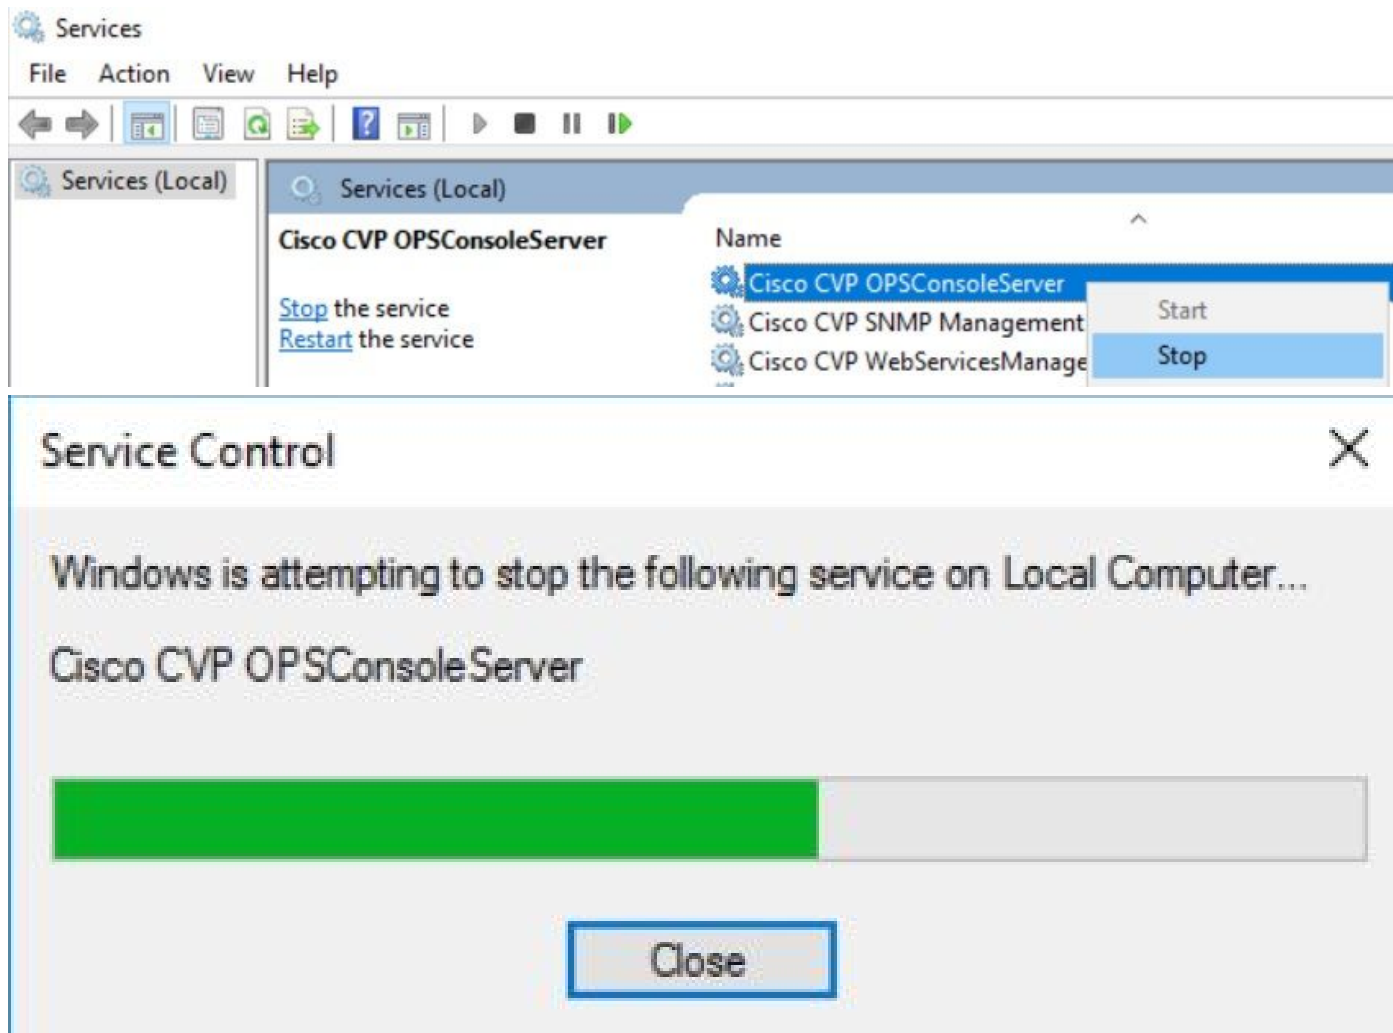 Services
File Action View Help
Services (Local)
Services (Local)
Cisco CVP OPSConsoleServer
Stop the service
Restart the service
Name
Cisco CVP OPSConsoleServer
Cisco CVP SNMP Management
Cisco CVP WebServicesManage
Start
Stop
Service Control
Windows is attempting to stop the following service on Local Computer...
Cisco CVP OPSConsoleServer
Close